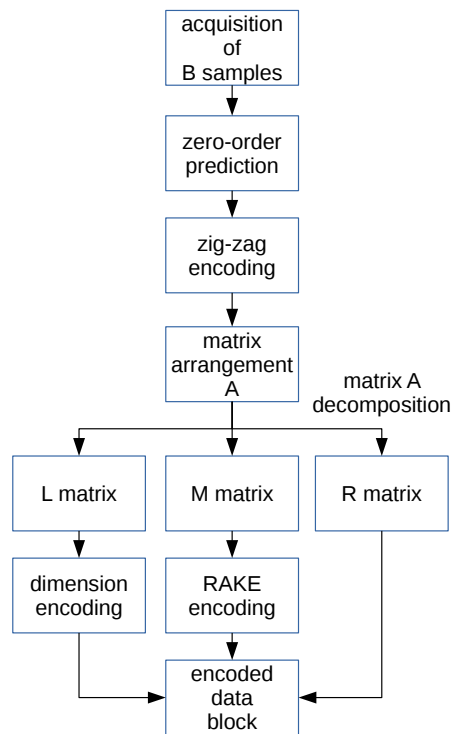 acquisition
of
B samples
zero-order
prediction
zig-zag
encoding
matrix
arrangement
A
matrix A
decomposition
L matrix
M matrix
R matrix
dimension
encoding
RAKE
encoding
encoded
data
block